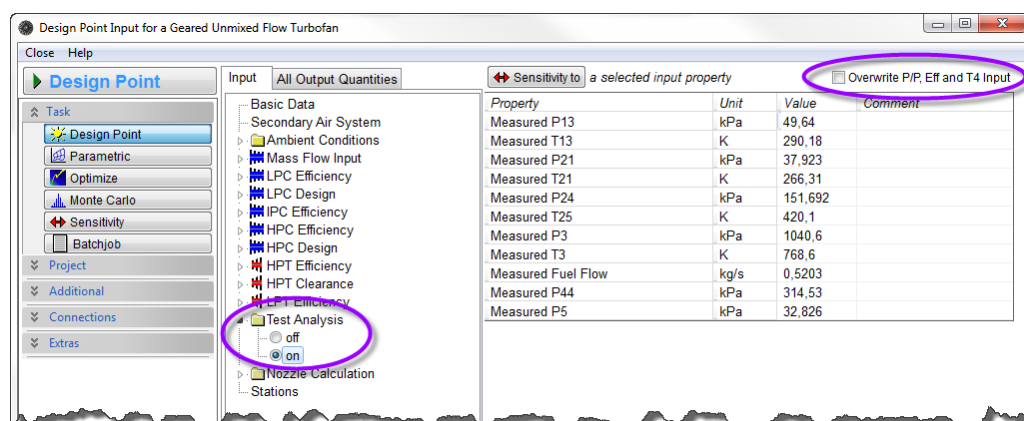 Design Point Input for a Geared Unmixed Flow Turbofan
Close Help
Design Point
Task
Design Point
Parametric
Optimize
Monte Carlo
Sensitivity
Batchjob
Project
Additional
Connections
Extras
Input All Output Quantities
Basic Data
Secondary Air System
Ambient Conditions
Mass Flow Input
LPC Efficiency
LPC Design
IPC Efficiency
HPC Efficiency
HPC Design
HPT Efficiency
HPT Clearance
LPT Efficiency
Test Analysis
off
on
Nozzle Calculation
Stations
Sensitivity to a selected input property Overwrite P/P, Eff and T4 Input
Property Unit Value Comment
Measured P13 kPa 49,64
Measured T13 K 290,18
Measured P21 kPa 37,923
Measured T21 K 266,31
Measured P24 kPa 151,692
Measured T25 K 420,1
Measured P3 kPa 1040,6
Measured T3 K 768,6
Measured Fuel Flow kg/s 0,5203
Measured P44 kPa 314,53
Measured P5 kPa 32,826